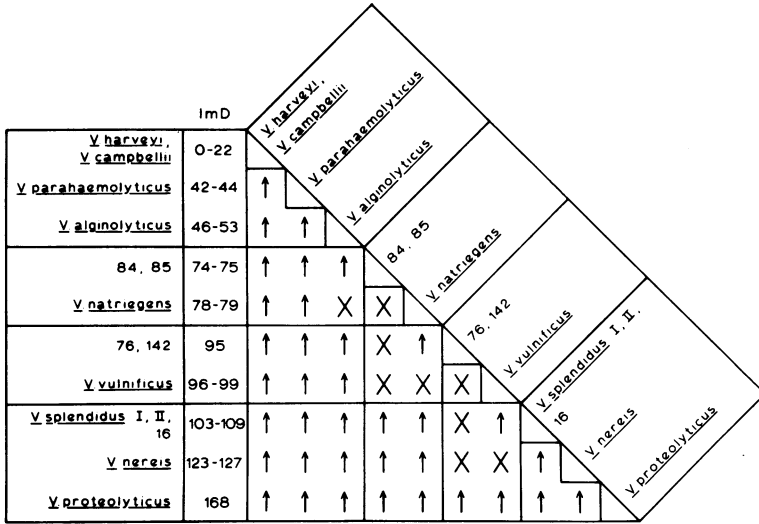 ImD
V harveyi,
V campbellii 0-22
V parahaemolyticus 42-44 ↑
V alginolyticus 46-53 ↑ ↑
84, 85 74-75 ↑ ↑ ↑
V natriegens 78-79 ↑ ↑ X X
76, 142 95 ↑ ↑ ↑ X ↑
V vulnificus 96-99 ↑ ↑ ↑ X X X
V splendidus I, II,
16 103-109 ↑ ↑ ↑ ↑ ↑ X ↑
V nereis 123-127 ↑ ↑ ↑ ↑ ↑ X X ↑
V proteolyticus 168 ↑ ↑ ↑ ↑ ↑ ↑ ↑ ↑ ↑
V harveyi,
V campbellii
V parahaemolyticus
V alginolyticus
84, 85
V natriegens
76, 142
V vulnificus
V splendidus I, II,
16
V nereis
V proteolyticus